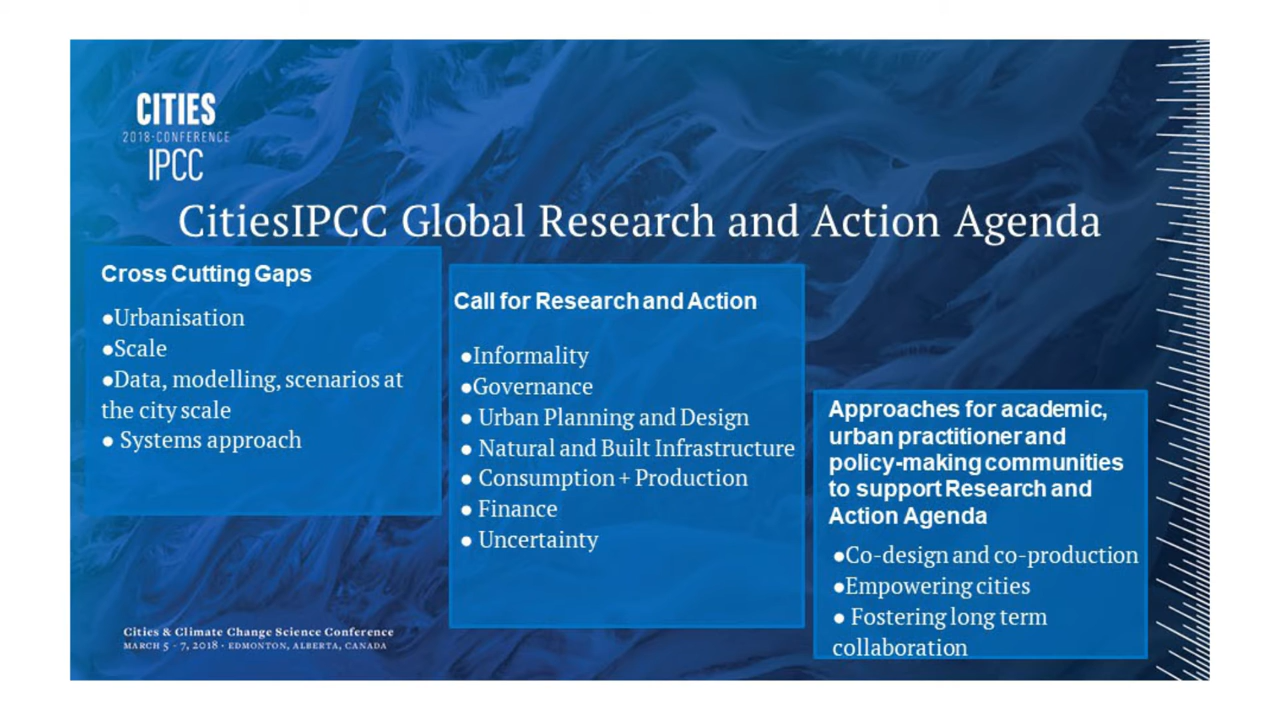 CITIES
2018·CONFERENCE
IPCC
CitiesIPCC Global Research and Action Agenda
Cross Cutting Gaps
●Urbanisation
●Scale
●Data, modelling, scenarios at
the city scale
● Systems approach
Call for Research and Action
●Informality
●Governance
● Urban Planning and Design
● Natural and Built Infrastructure
● Consumption + Production
● Finance
● Uncertainty
Approaches for academic,
urban practitioner and
policy-making communities
to support Research and
Action Agenda
●Co-design and co-production
●Empowering cities
● Fostering long term
collaboration
Cities & Climate Change Science Conference
MARCH 5 - 7, 2018 · EDMONTON, ALBERTA, CANADA